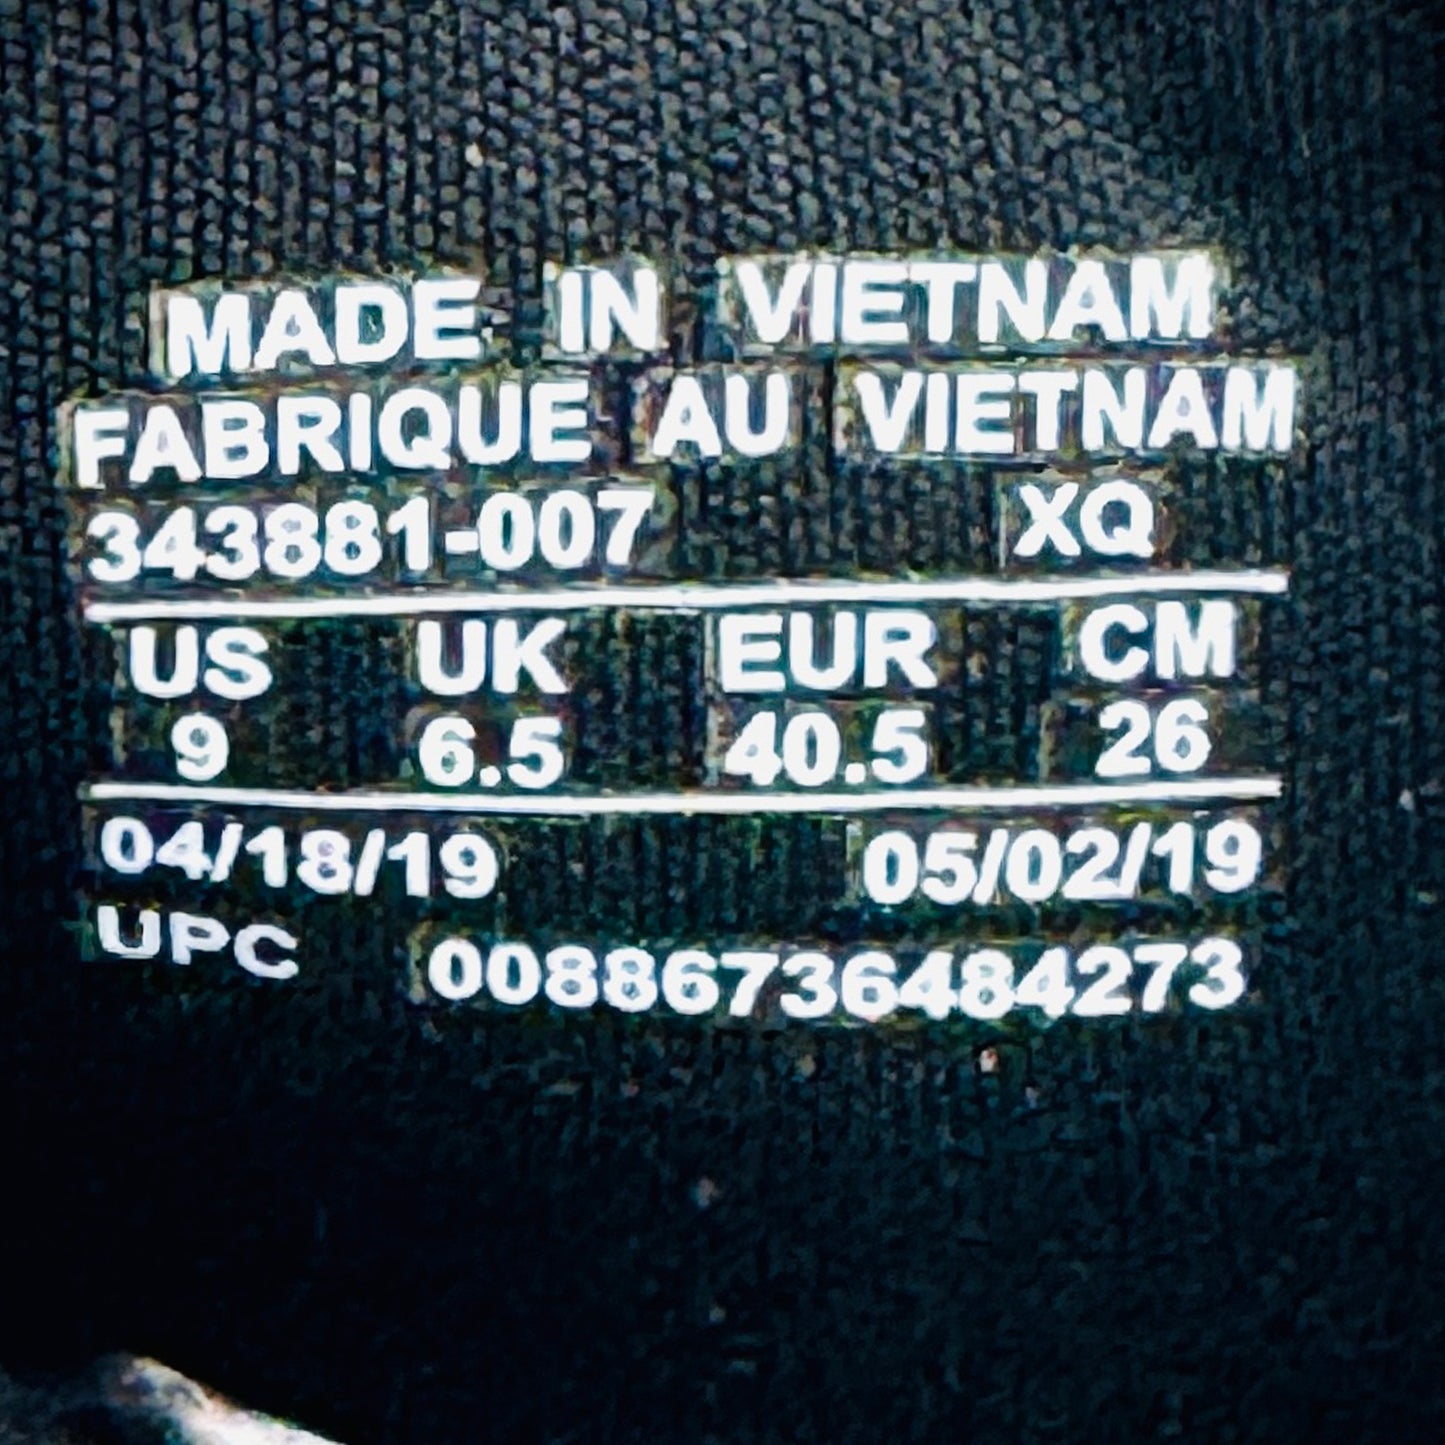 MADE IN VIETNAM
FABRIQUE AU VIETNAM
343881-007 XQ
US UK EUR CM
9 6.5 40.5 26
04/18/19 05/02/19
UPC 00886736484273